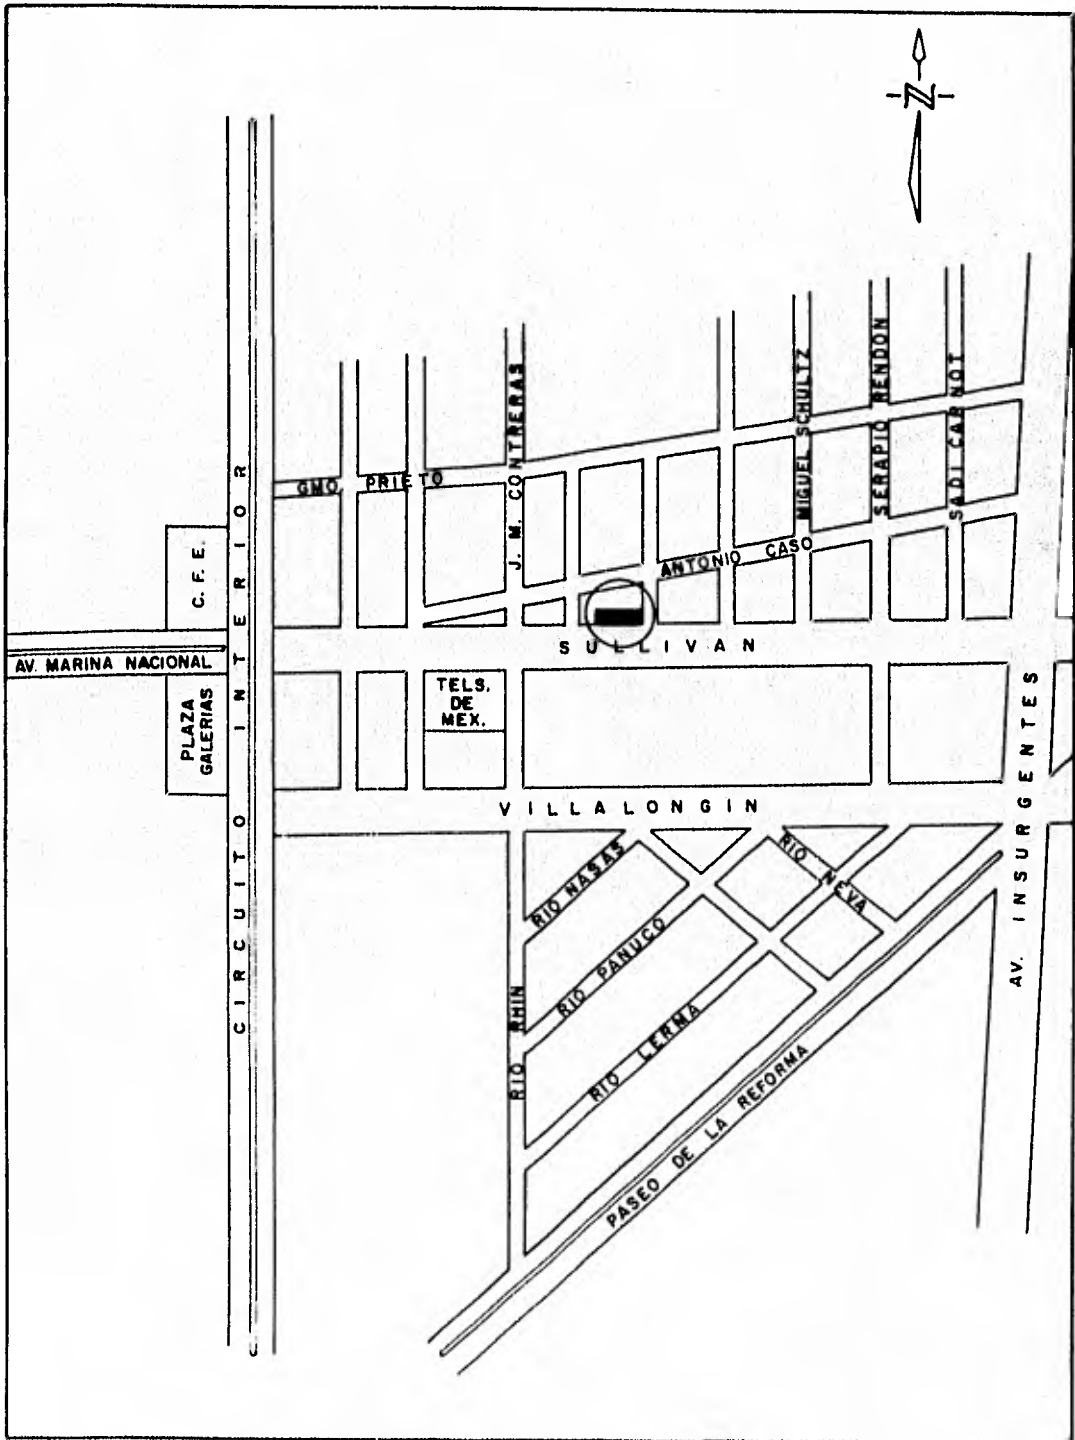 N
J. M. CONTRERAS
MIGUEL SCHULTZ
SERAPIO RENDON
SADI CARNOT
GMO. PRIETO
ANTONIO CASO
C. F. E.
CIRCUITO INTERIOR
SULLIVAN
AV. MARINA NACIONAL
TELS.
DE
MEX.
PLAZA
GALERIAS
AV. INSURGENTES
VILLALONGIN
RIO NASAS
RIO NEVA
RIO PANUCO
RIO RHIN
RIO LERMA
PASEO DE LA REFORMA